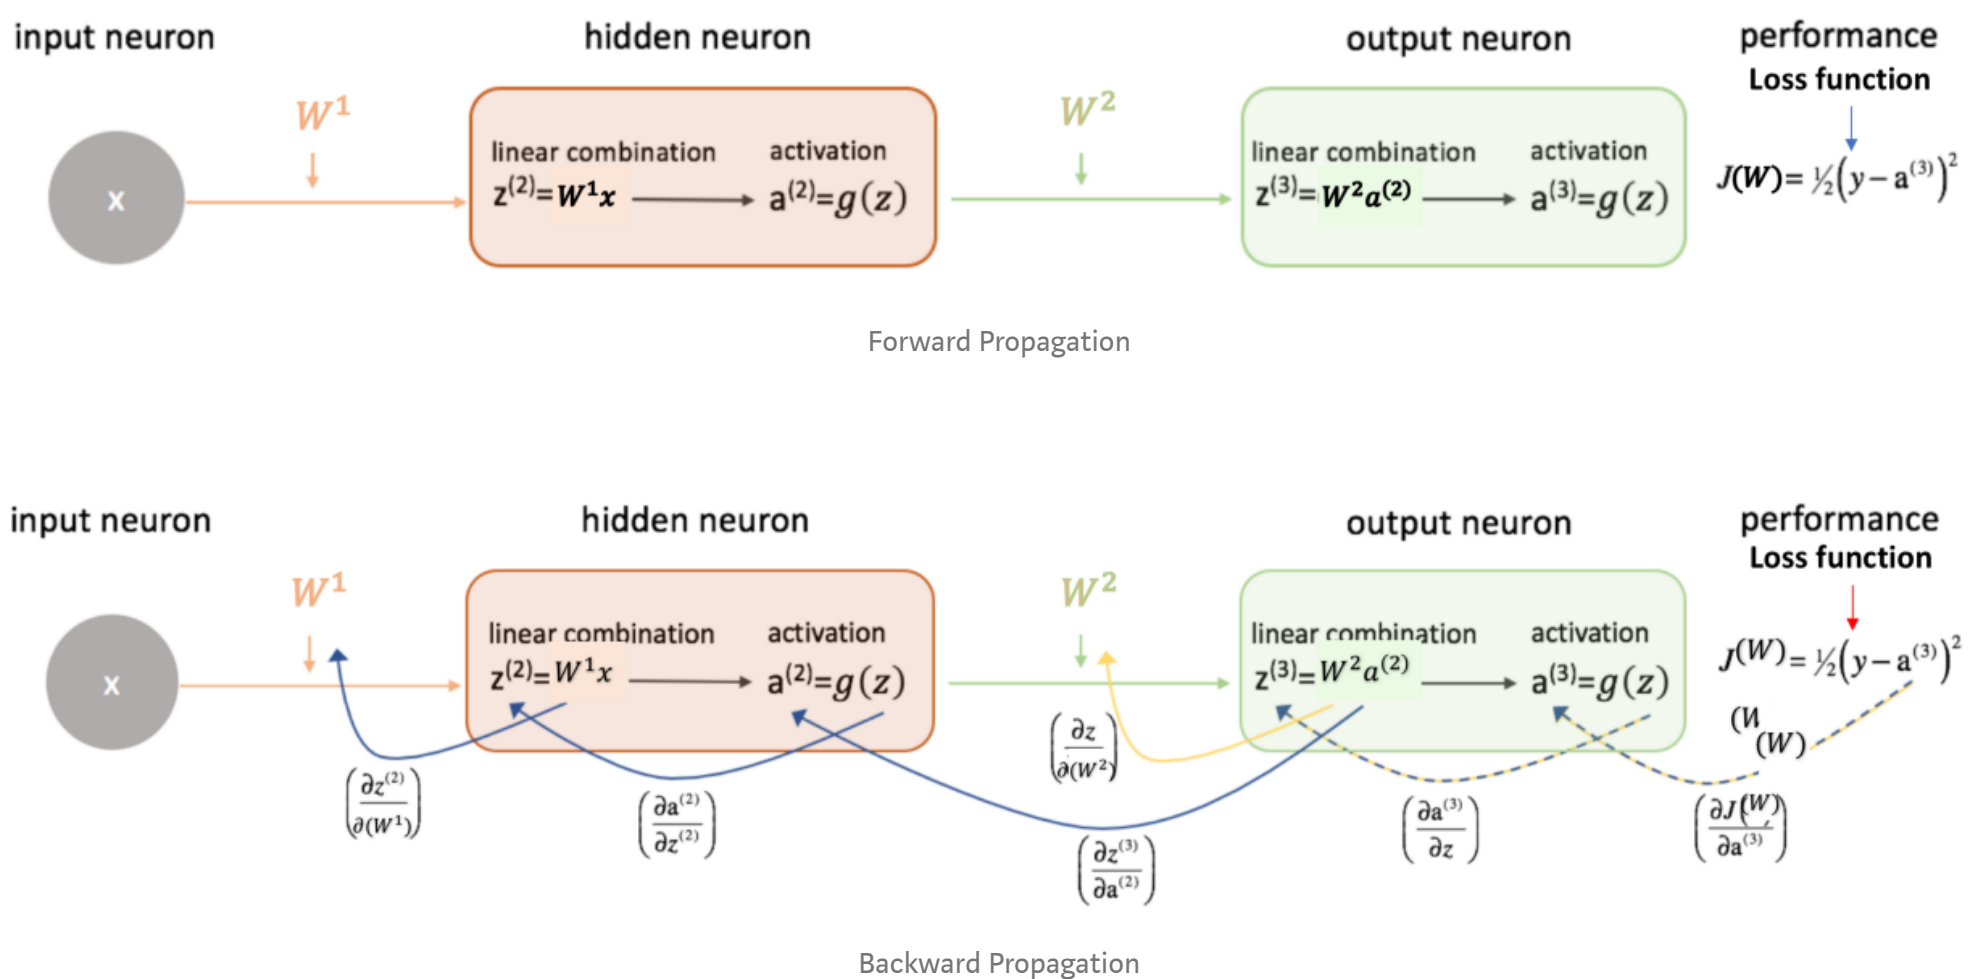 input neuron
hidden neuron
output neuron
performance
Loss function
W¹
W²
linear combination
activation
linear combination
activation
x
z⁽²⁾=W¹x
a⁽²⁾=g(z)
z⁽³⁾=W²a⁽²⁾
a⁽³⁾=g(z)
J(W)= ½(y−a⁽³⁾)²
Forward Propagation
input neuron
hidden neuron
output neuron
performance
Loss function
W¹
W²
linear combination
activation
linear combination
activation
x
z⁽²⁾=W¹x
a⁽²⁾=g(z)
z⁽³⁾=W²a⁽²⁾
a⁽³⁾=g(z)
J(W)= ½(y−a⁽³⁾)²
(W
(W)
(∂z⁽²⁾/∂(W¹))
(∂a⁽²⁾/∂z⁽²⁾)
(∂z/∂(W²))
(∂z⁽³⁾/∂a⁽²⁾)
(∂a⁽³⁾/∂z)
(∂J(W)/∂a⁽³⁾)
Backward Propagation